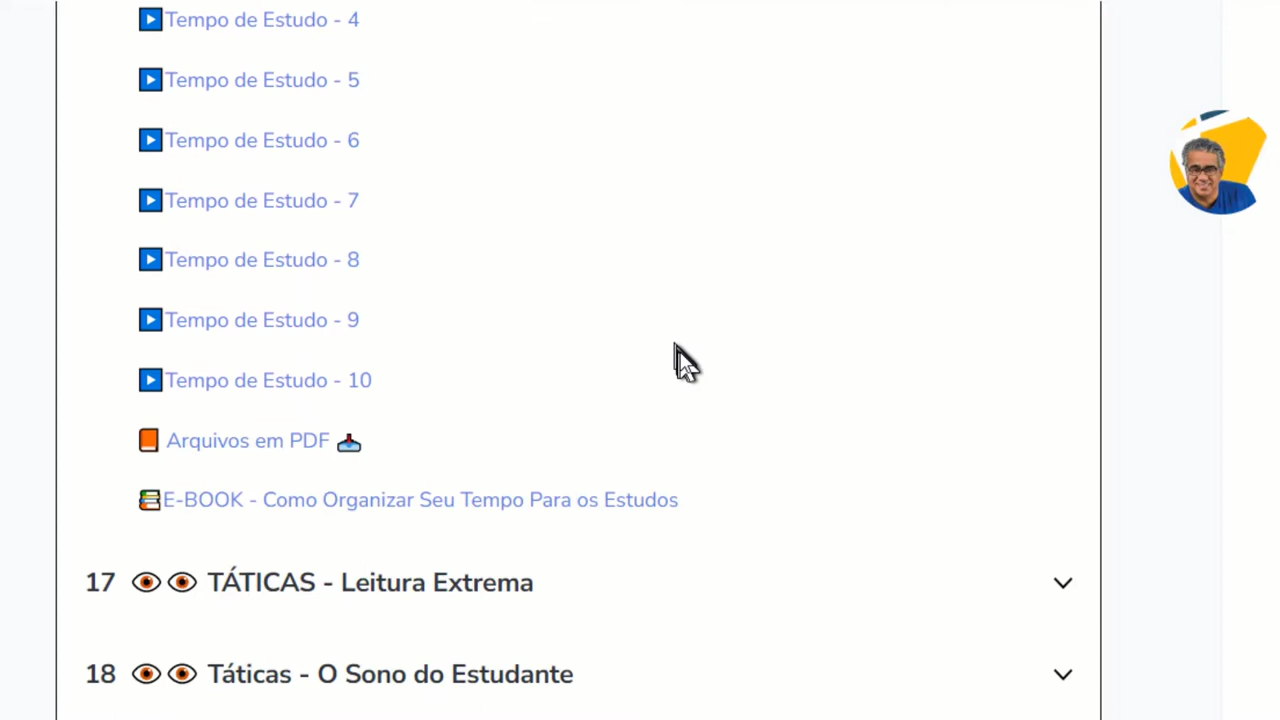 Tempo de Estudo - 4
Tempo de Estudo - 5
Tempo de Estudo - 6
Tempo de Estudo - 7
Tempo de Estudo - 8
Tempo de Estudo - 9
Tempo de Estudo - 10
Arquivos em PDF
E-BOOK - Como Organizar Seu Tempo Para os Estudos
17 TÁTICAS - Leitura Extrema
18 Táticas - O Sono do Estudante